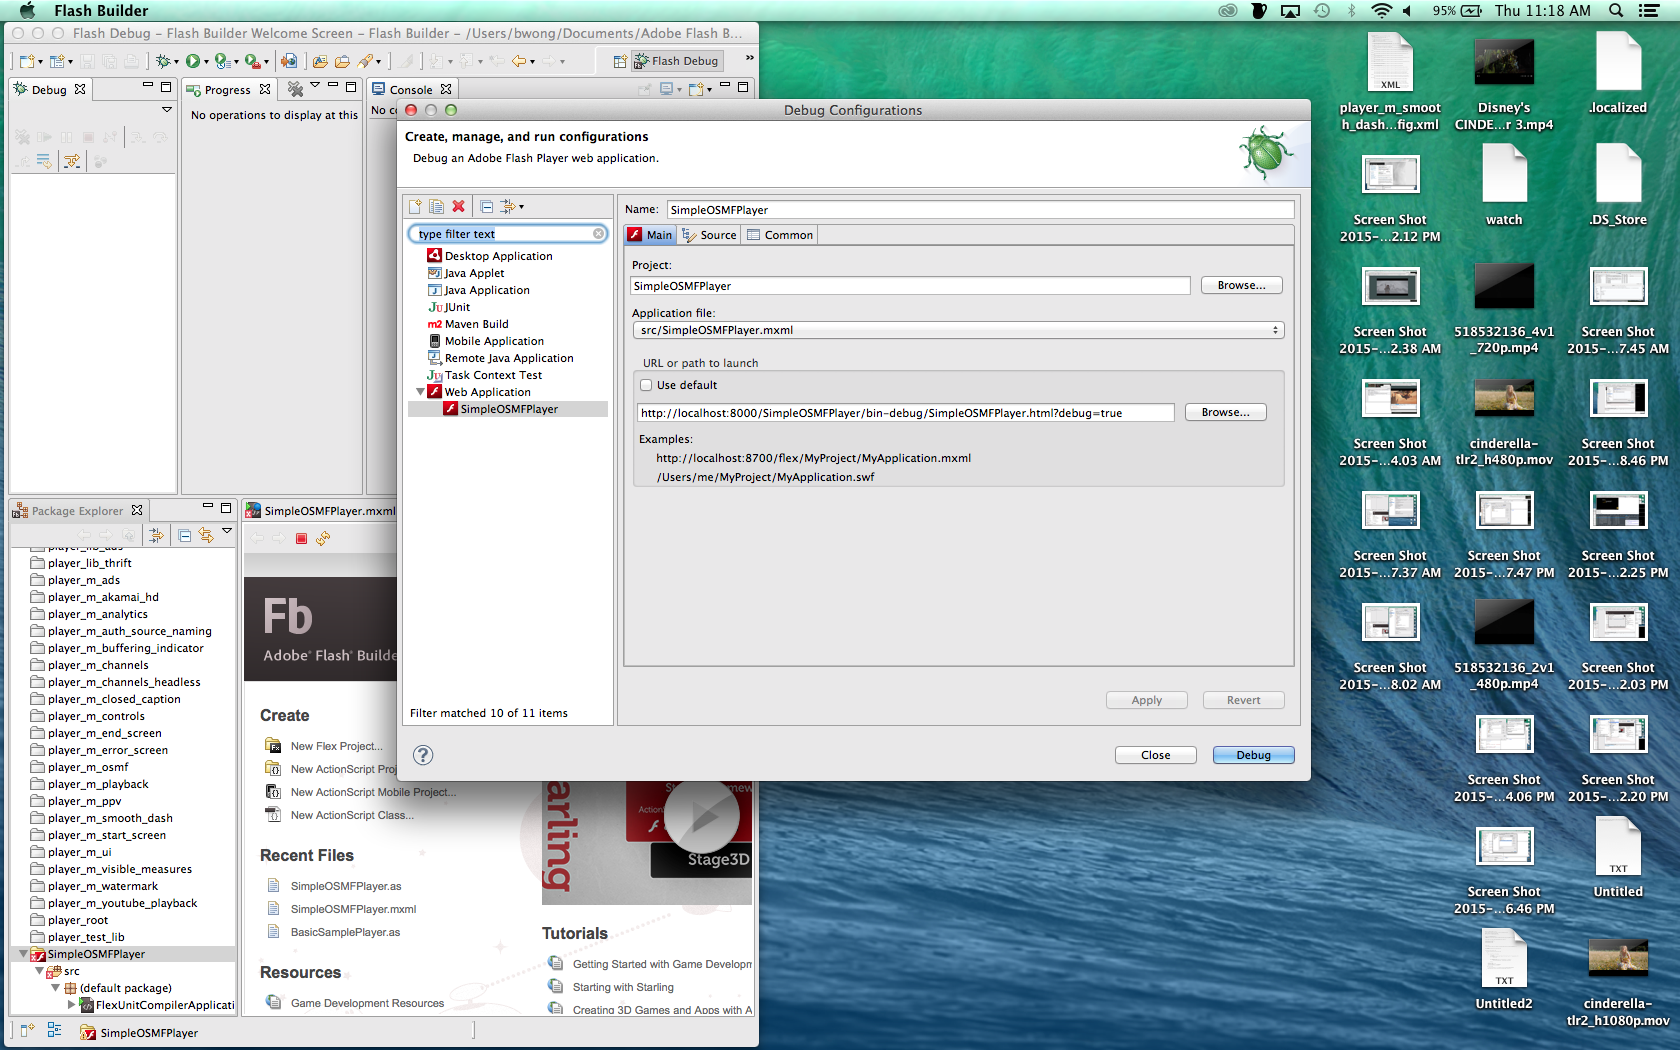 Flash Builder
95%
Thu 11:18 AM
Flash Debug – Flash Builder Welcome Screen – Flash Builder – /Users/bwong/Documents/Adobe Flash B...
Flash Debug
»
Debug
Progress
Console
No operations to display at this
No co
Debug Configurations
Create, manage, and run configurations
Debug an Adobe Flash Player web application.
type filter text
Desktop Application
Java Applet
Java Application
Ju JUnit
m2 Maven Build
Mobile Application
Remote Java Application
Ju Task Context Test
Web Application
SimpleOSMFPlayer
Filter matched 10 of 11 items
Name: SimpleOSMFPlayer
Main
Source
Common
Project:
SimpleOSMFPlayer
Browse...
Application file:
src/SimpleOSMFPlayer.mxml
URL or path to launch
Use default
http://localhost:8000/SimpleOSMFPlayer/bin-debug/SimpleOSMFPlayer.html?debug=true
Browse...
Examples:
http://localhost:8700/flex/MyProject/MyApplication.mxml
/Users/me/MyProject/MyApplication.swf
Apply
Revert
?
Close
Debug
Package Explorer
player_lib_ads
player_lib_thrift
player_m_ads
player_m_akamai_hd
player_m_analytics
player_m_auth_source_naming
player_m_buffering_indicator
player_m_channels
player_m_channels_headless
player_m_closed_caption
player_m_controls
player_m_end_screen
player_m_error_screen
player_m_osmf
player_m_playback
player_m_ppv
player_m_smooth_dash
player_m_start_screen
player_m_ui
player_m_visible_measures
player_m_watermark
player_m_youtube_playback
player_root
player_test_lib
SimpleOSMFPlayer
src
(default package)
FlexUnitCompilerApplicati
SimpleOSMFPlayer
SimpleOSMFPlayer.mxml
Fb
Adobe® Flash® Builde
Create
New Flex Project...
New ActionScript Proj
New ActionScript Mobile Project...
New ActionScript Class...
Recent Files
SimpleOSMFPlayer.as
SimpleOSMFPlayer.mxml
BasicSamplePlayer.as
Resources
Game Development Resources
arling
Stage3D
Tutorials
Getting Started with Game Developm
Starting with Starling
Creating 3D Games and Apps with A
XML
player_m_smoot
h_dash...fig.xml
Disney's
CINDE...r 3.mp4
.localized
Screen Shot
2015-...2.12 PM
watch
.DS_Store
Screen Shot
2015-...2.38 AM
518532136_4v1
_720p.mp4
Screen Shot
2015-...7.45 AM
Screen Shot
2015-...4.03 AM
cinderella-
tlr2_h480p.mov
Screen Shot
2015-...8.46 PM
Screen Shot
2015-...7.37 AM
Screen Shot
2015-...7.47 PM
Screen Shot
2015-...2.25 PM
Screen Shot
2015-...8.02 AM
518532136_2v1
_480p.mp4
Screen Shot
2015-...2.03 PM
Screen Shot
2015-...4.06 PM
Screen Shot
2015-...2.20 PM
Screen Shot
2015-...6.46 PM
TXT
Untitled
TXT
Untitled2
cinderella-
tlr2_h1080p.mov